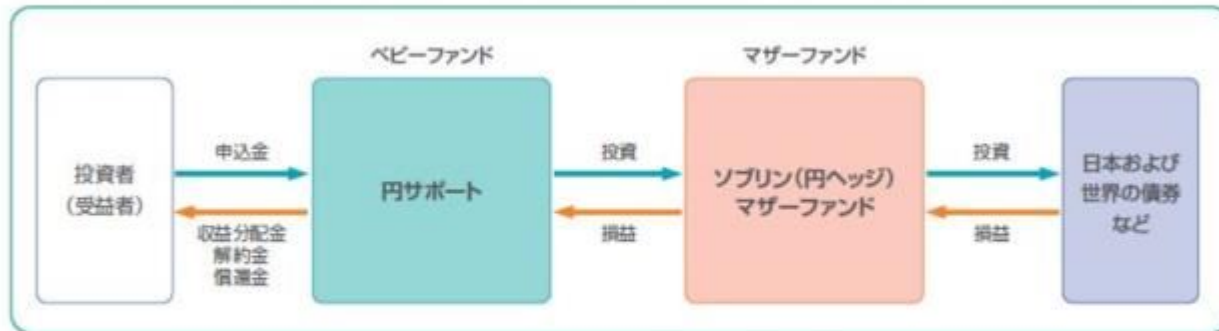 ベビーファンド
マザーファンド
投資者
（受益者）
申込金
収益分配金
解約金
償還金
円サポート
投資
損益
ソブリン（円ヘッジ）
マザーファンド
投資
損益
日本および
世界の債券
など